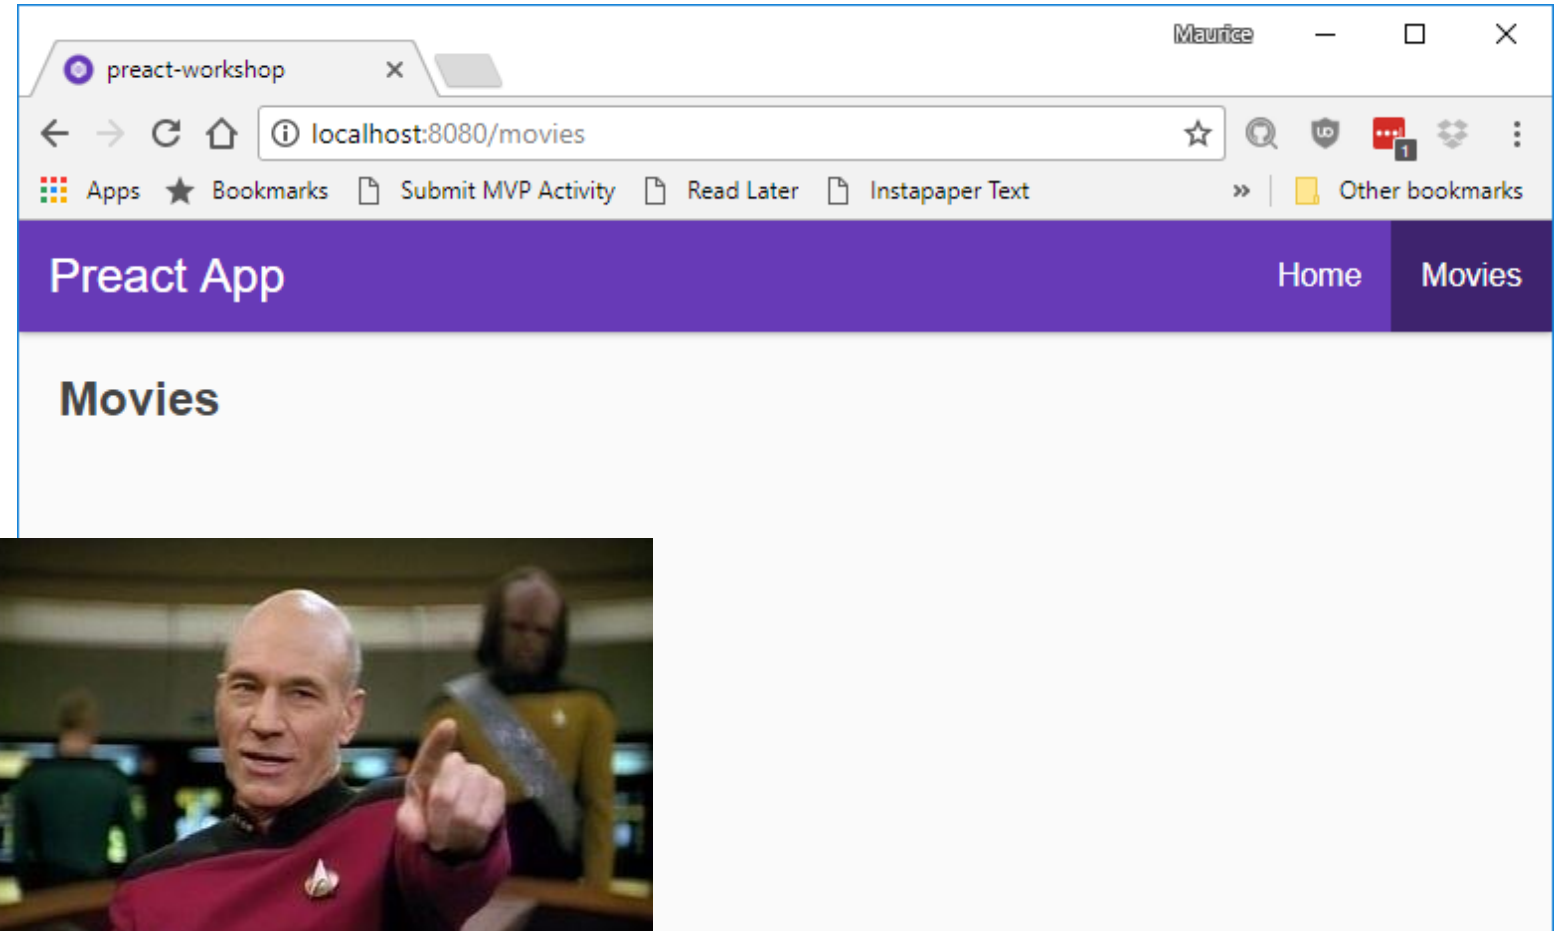 Maurice
preact-workshop
localhost:8080/movies
Apps Bookmarks Submit MVP Activity Read Later Instapaper Text » Other bookmarks
1
Preact App Home Movies
Movies